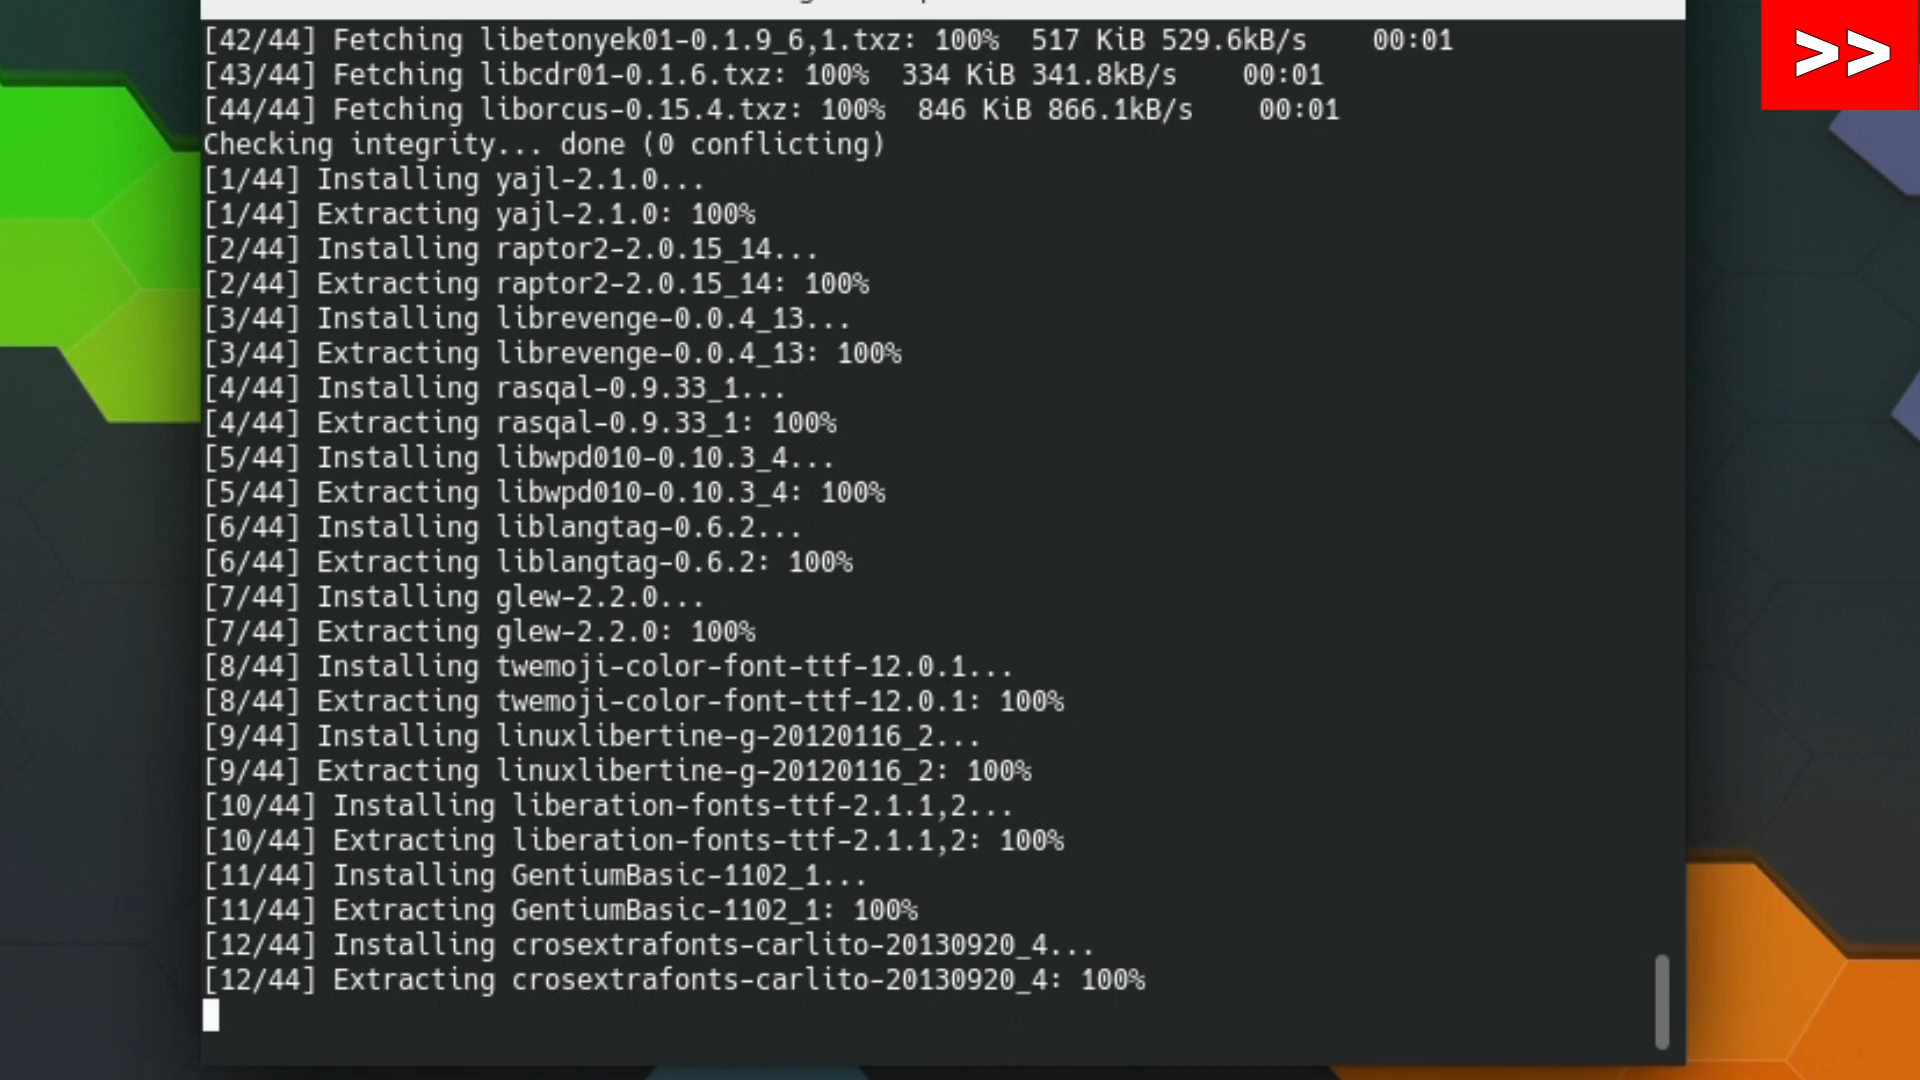 [42/44] Fetching libetonyek01-0.1.9_6,1.txz: 100%  517 KiB 529.6kB/s    00:01
[43/44] Fetching libcdr01-0.1.6.txz: 100%  334 KiB 341.8kB/s    00:01
[44/44] Fetching liborcus-0.15.4.txz: 100%  846 KiB 866.1kB/s    00:01
Checking integrity... done (0 conflicting)
[1/44] Installing yajl-2.1.0...
[1/44] Extracting yajl-2.1.0: 100%
[2/44] Installing raptor2-2.0.15_14...
[2/44] Extracting raptor2-2.0.15_14: 100%
[3/44] Installing librevenge-0.0.4_13...
[3/44] Extracting librevenge-0.0.4_13: 100%
[4/44] Installing rasqal-0.9.33_1...
[4/44] Extracting rasqal-0.9.33_1: 100%
[5/44] Installing libwpd010-0.10.3_4...
[5/44] Extracting libwpd010-0.10.3_4: 100%
[6/44] Installing liblangtag-0.6.2...
[6/44] Extracting liblangtag-0.6.2: 100%
[7/44] Installing glew-2.2.0...
[7/44] Extracting glew-2.2.0: 100%
[8/44] Installing twemoji-color-font-ttf-12.0.1...
[8/44] Extracting twemoji-color-font-ttf-12.0.1: 100%
[9/44] Installing linuxlibertine-g-20120116_2...
[9/44] Extracting linuxlibertine-g-20120116_2: 100%
[10/44] Installing liberation-fonts-ttf-2.1.1,2...
[10/44] Extracting liberation-fonts-ttf-2.1.1,2: 100%
[11/44] Installing GentiumBasic-1102_1...
[11/44] Extracting GentiumBasic-1102_1: 100%
[12/44] Installing crosextrafonts-carlito-20130920_4...
[12/44] Extracting crosextrafonts-carlito-20130920_4: 100%
>>